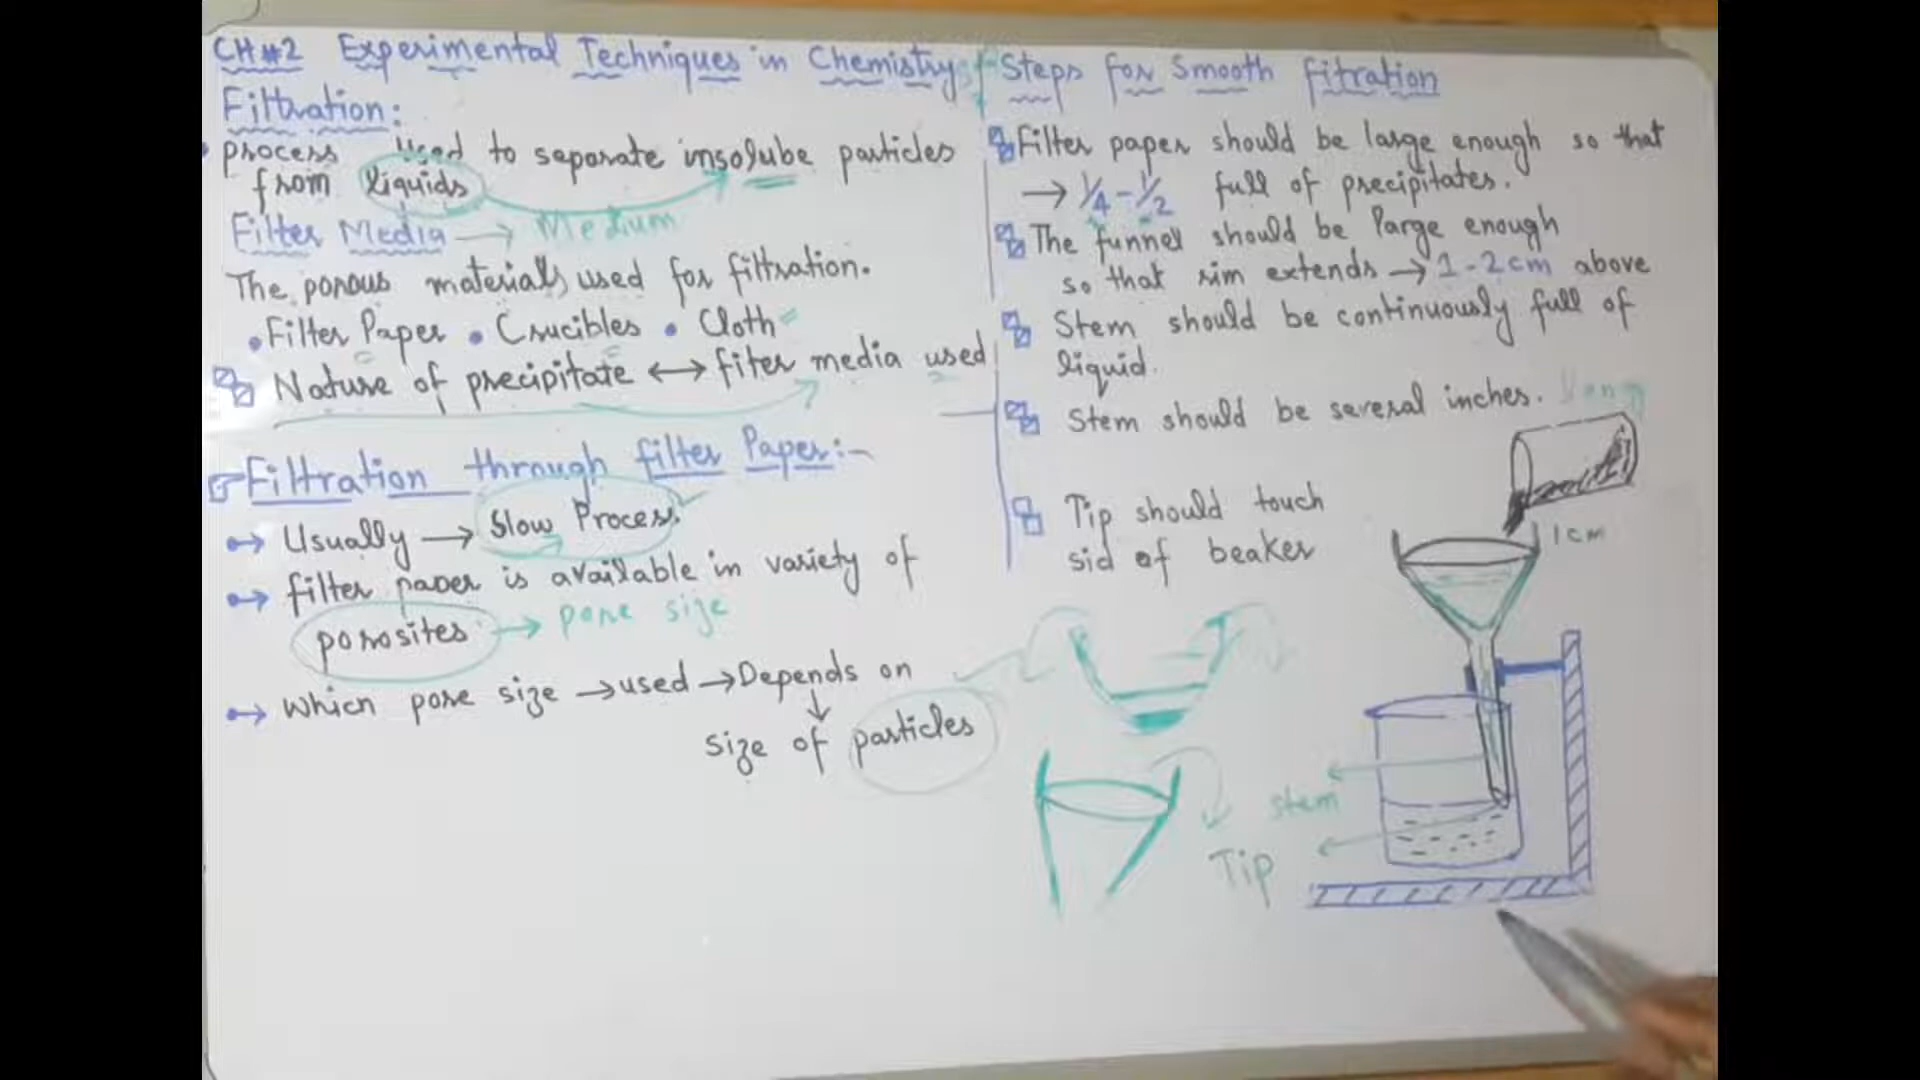 CH#2 Experimental Techniques in Chemistry
Filtration:
process used to separate insolube particles
from liquids
Filter Media → Medium
The porous materials used for filtration.
• Filter Paper • Crucibles • Cloth
Nature of precipitate ↔ fiter media used
Filtration through filter Paper:-
Usually → Slow Process.
filter paper is available in variety of
porosites → pore size
Which pore size → used → Depends on
↓
size of particles
Steps for Smooth fitration
Filter paper should be large enough so that
→ 1/4 - 1/2 full of precipitates.
The funnel should be large enough
so that rim extends → 1-2cm above
Stem should be continuously full of
liquid.
Stem should be several inches.
Tip should touch
sid of beaker
1cm
stem
Tip